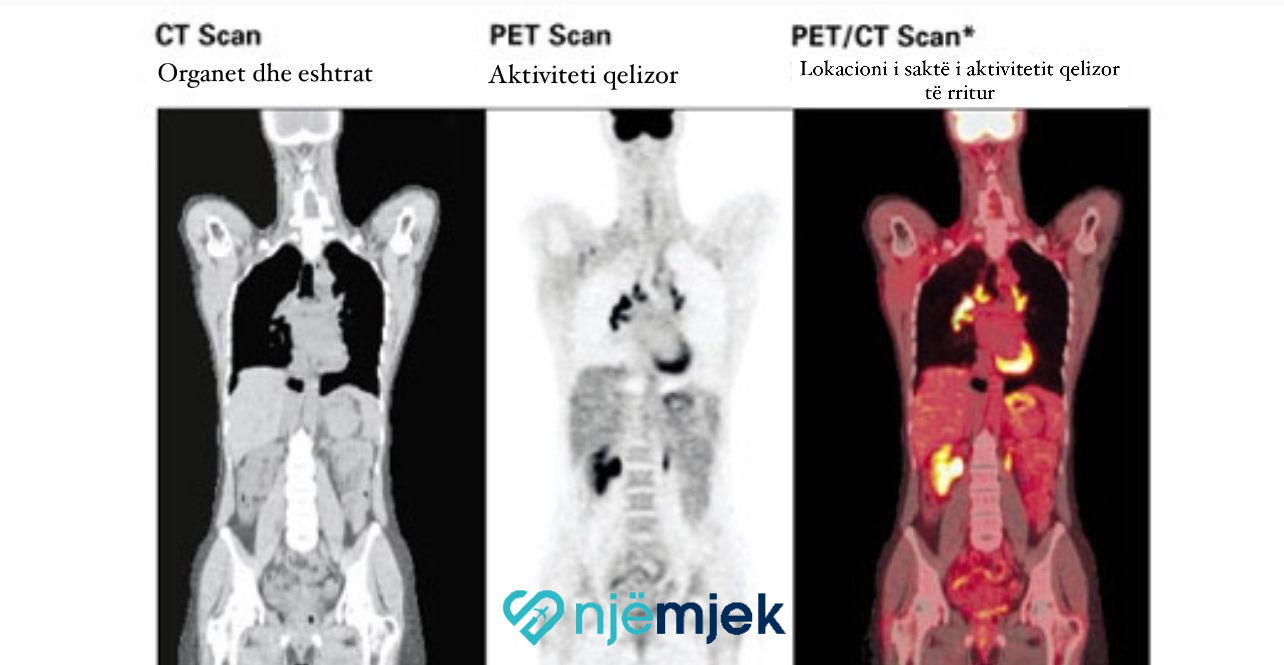 CT Scan
Organet dhe eshtrat
PET Scan
Aktiviteti qelizor
PET/CT Scan*
Lokacioni i saktë i aktivitetit qelizor
të rritur
njëmjek